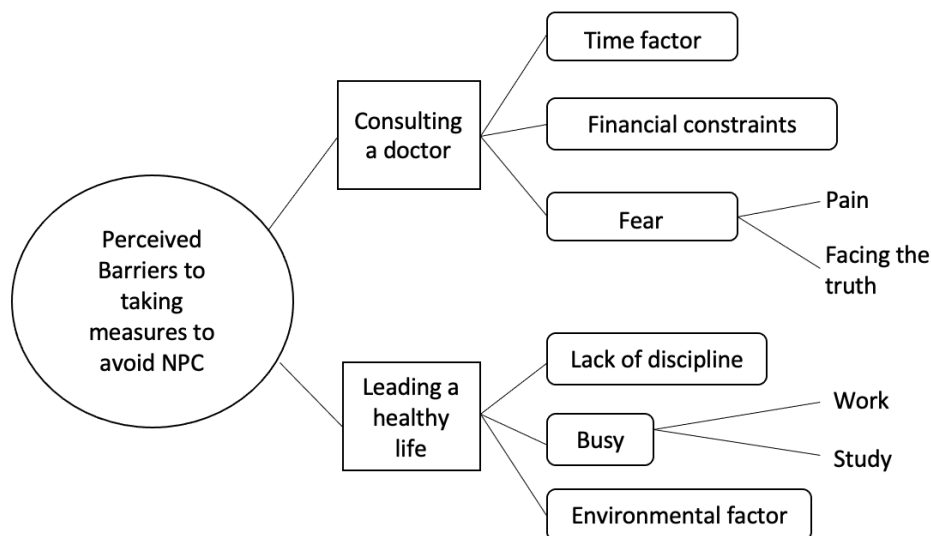 Perceived
Barriers to
taking
measures to
avoid NPC
Consulting
a doctor
Time factor
Financial constraints
Fear
Pain
Facing the
truth
Leading a
healthy
life
Lack of discipline
Busy
Work
Study
Environmental factor